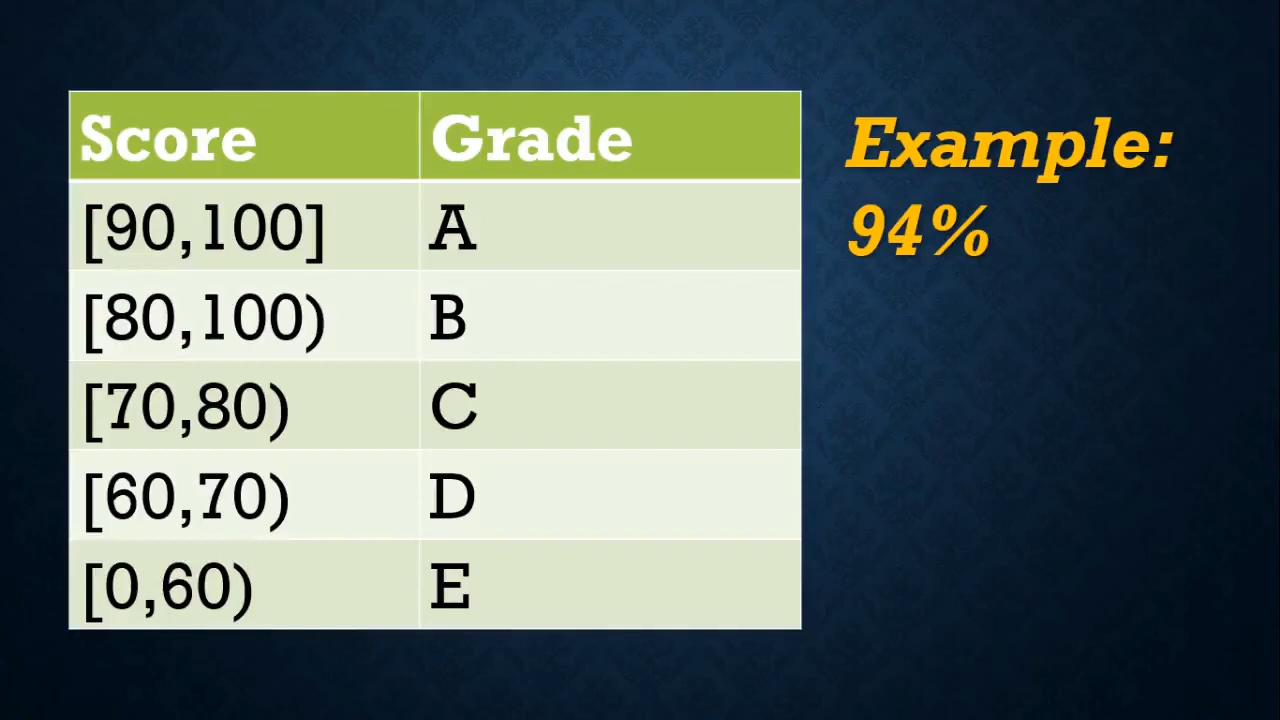 Score Grade
[90,100] A
[80,100) B
[70,80) C
[60,70) D
[0,60) E
Example:
94%